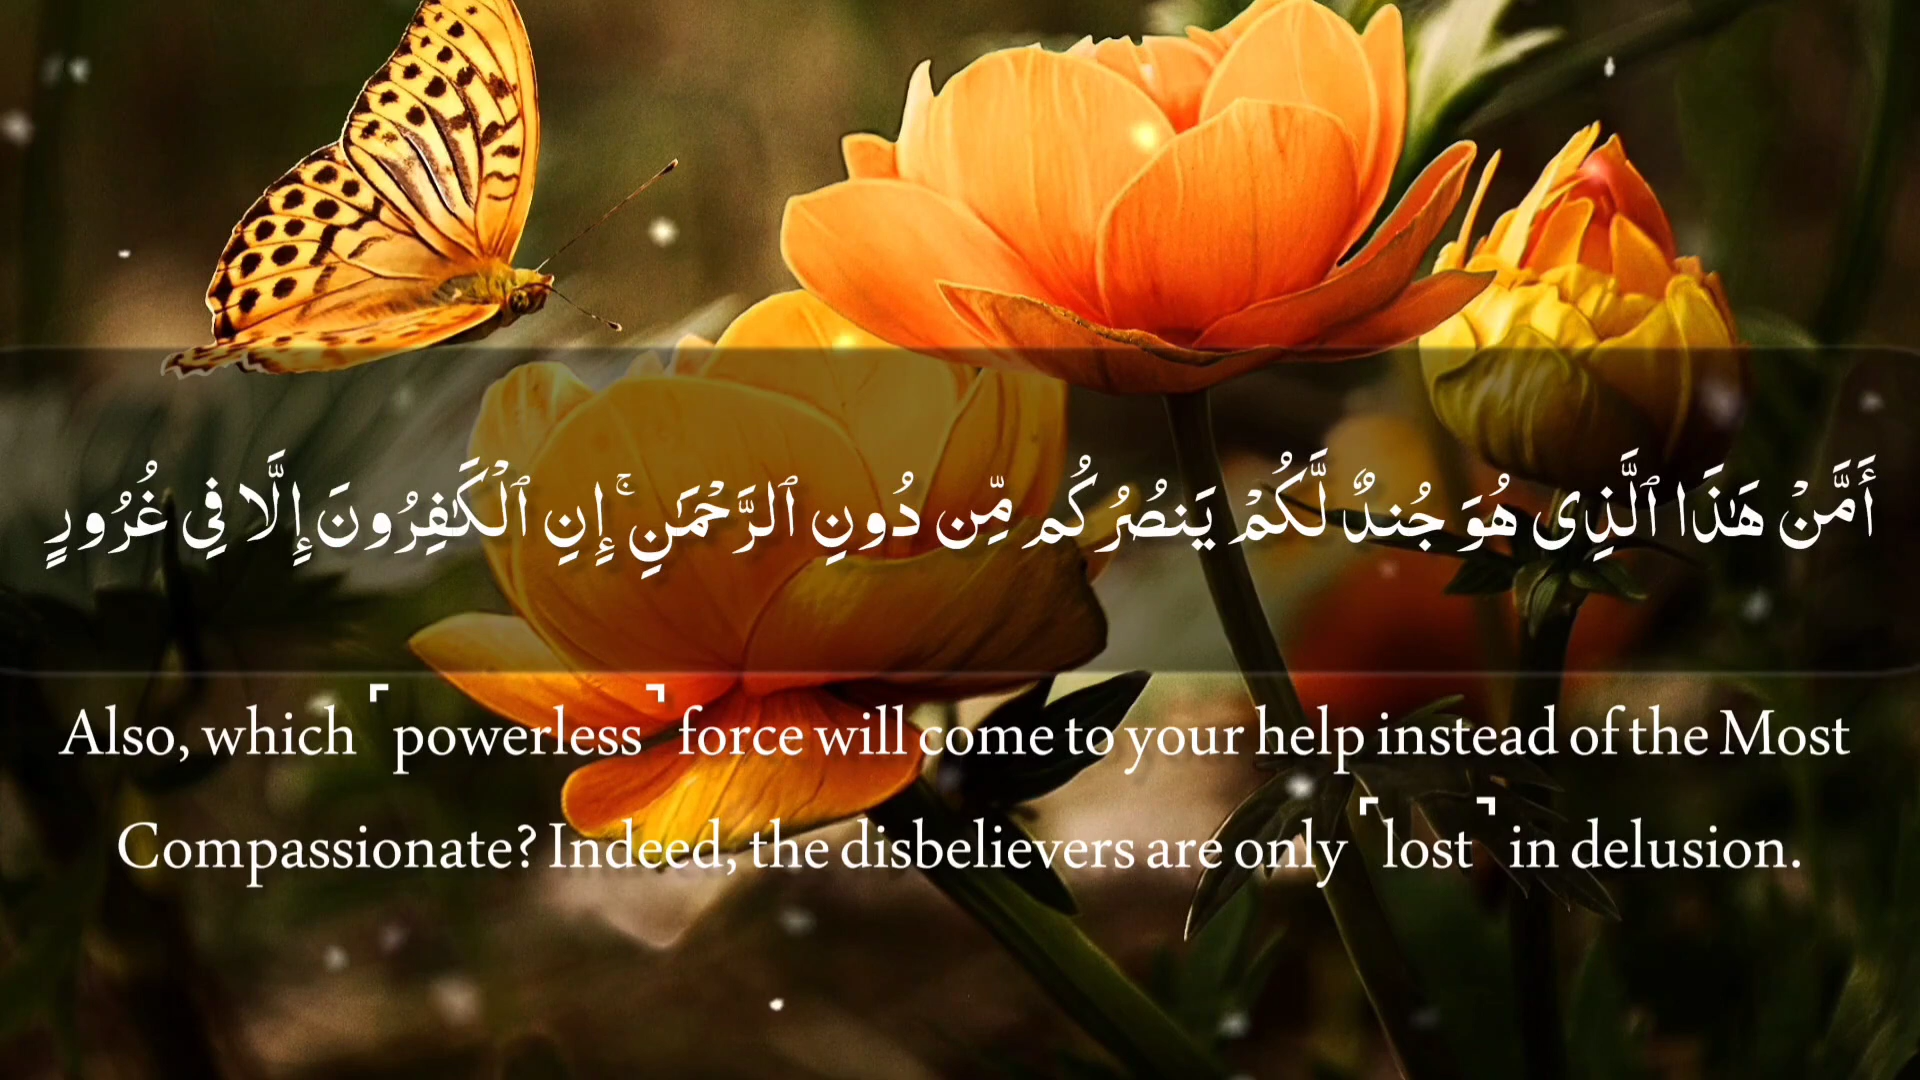 أَمَّنْ هَٰذَا ٱلَّذِى هُوَ جُندٌ لَّكُمْ يَنصُرُكُم مِّن دُونِ ٱلرَّحْمَٰنِ ۚ إِنِ ٱلْكَٰفِرُونَ إِلَّا فِى غُرُورٍ
Also, which ⌜powerless⌝ force will come to your help instead of the Most
Compassionate? Indeed, the disbelievers are only ⌜lost⌝ in delusion.